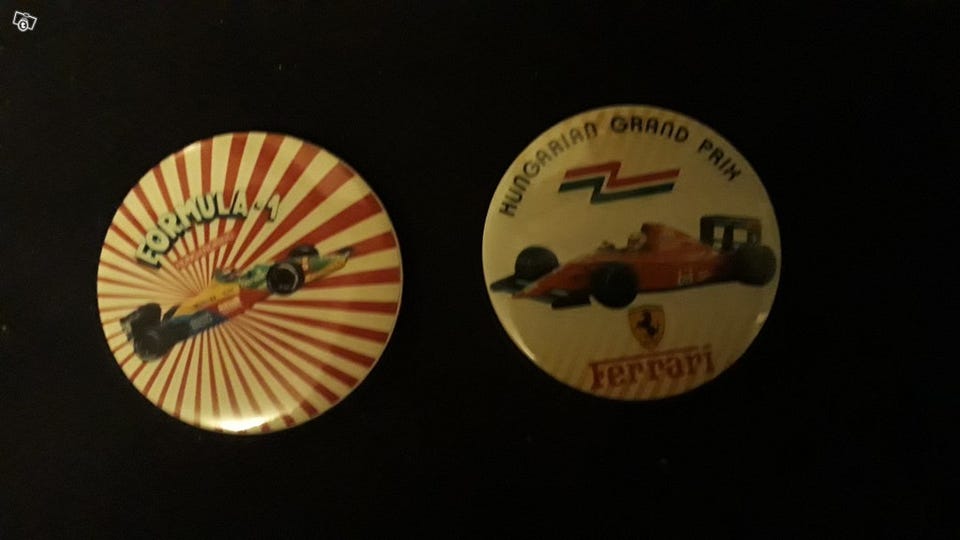 FORMULA • 1
HUNGARIAN GRAND PRIX
Ferrari